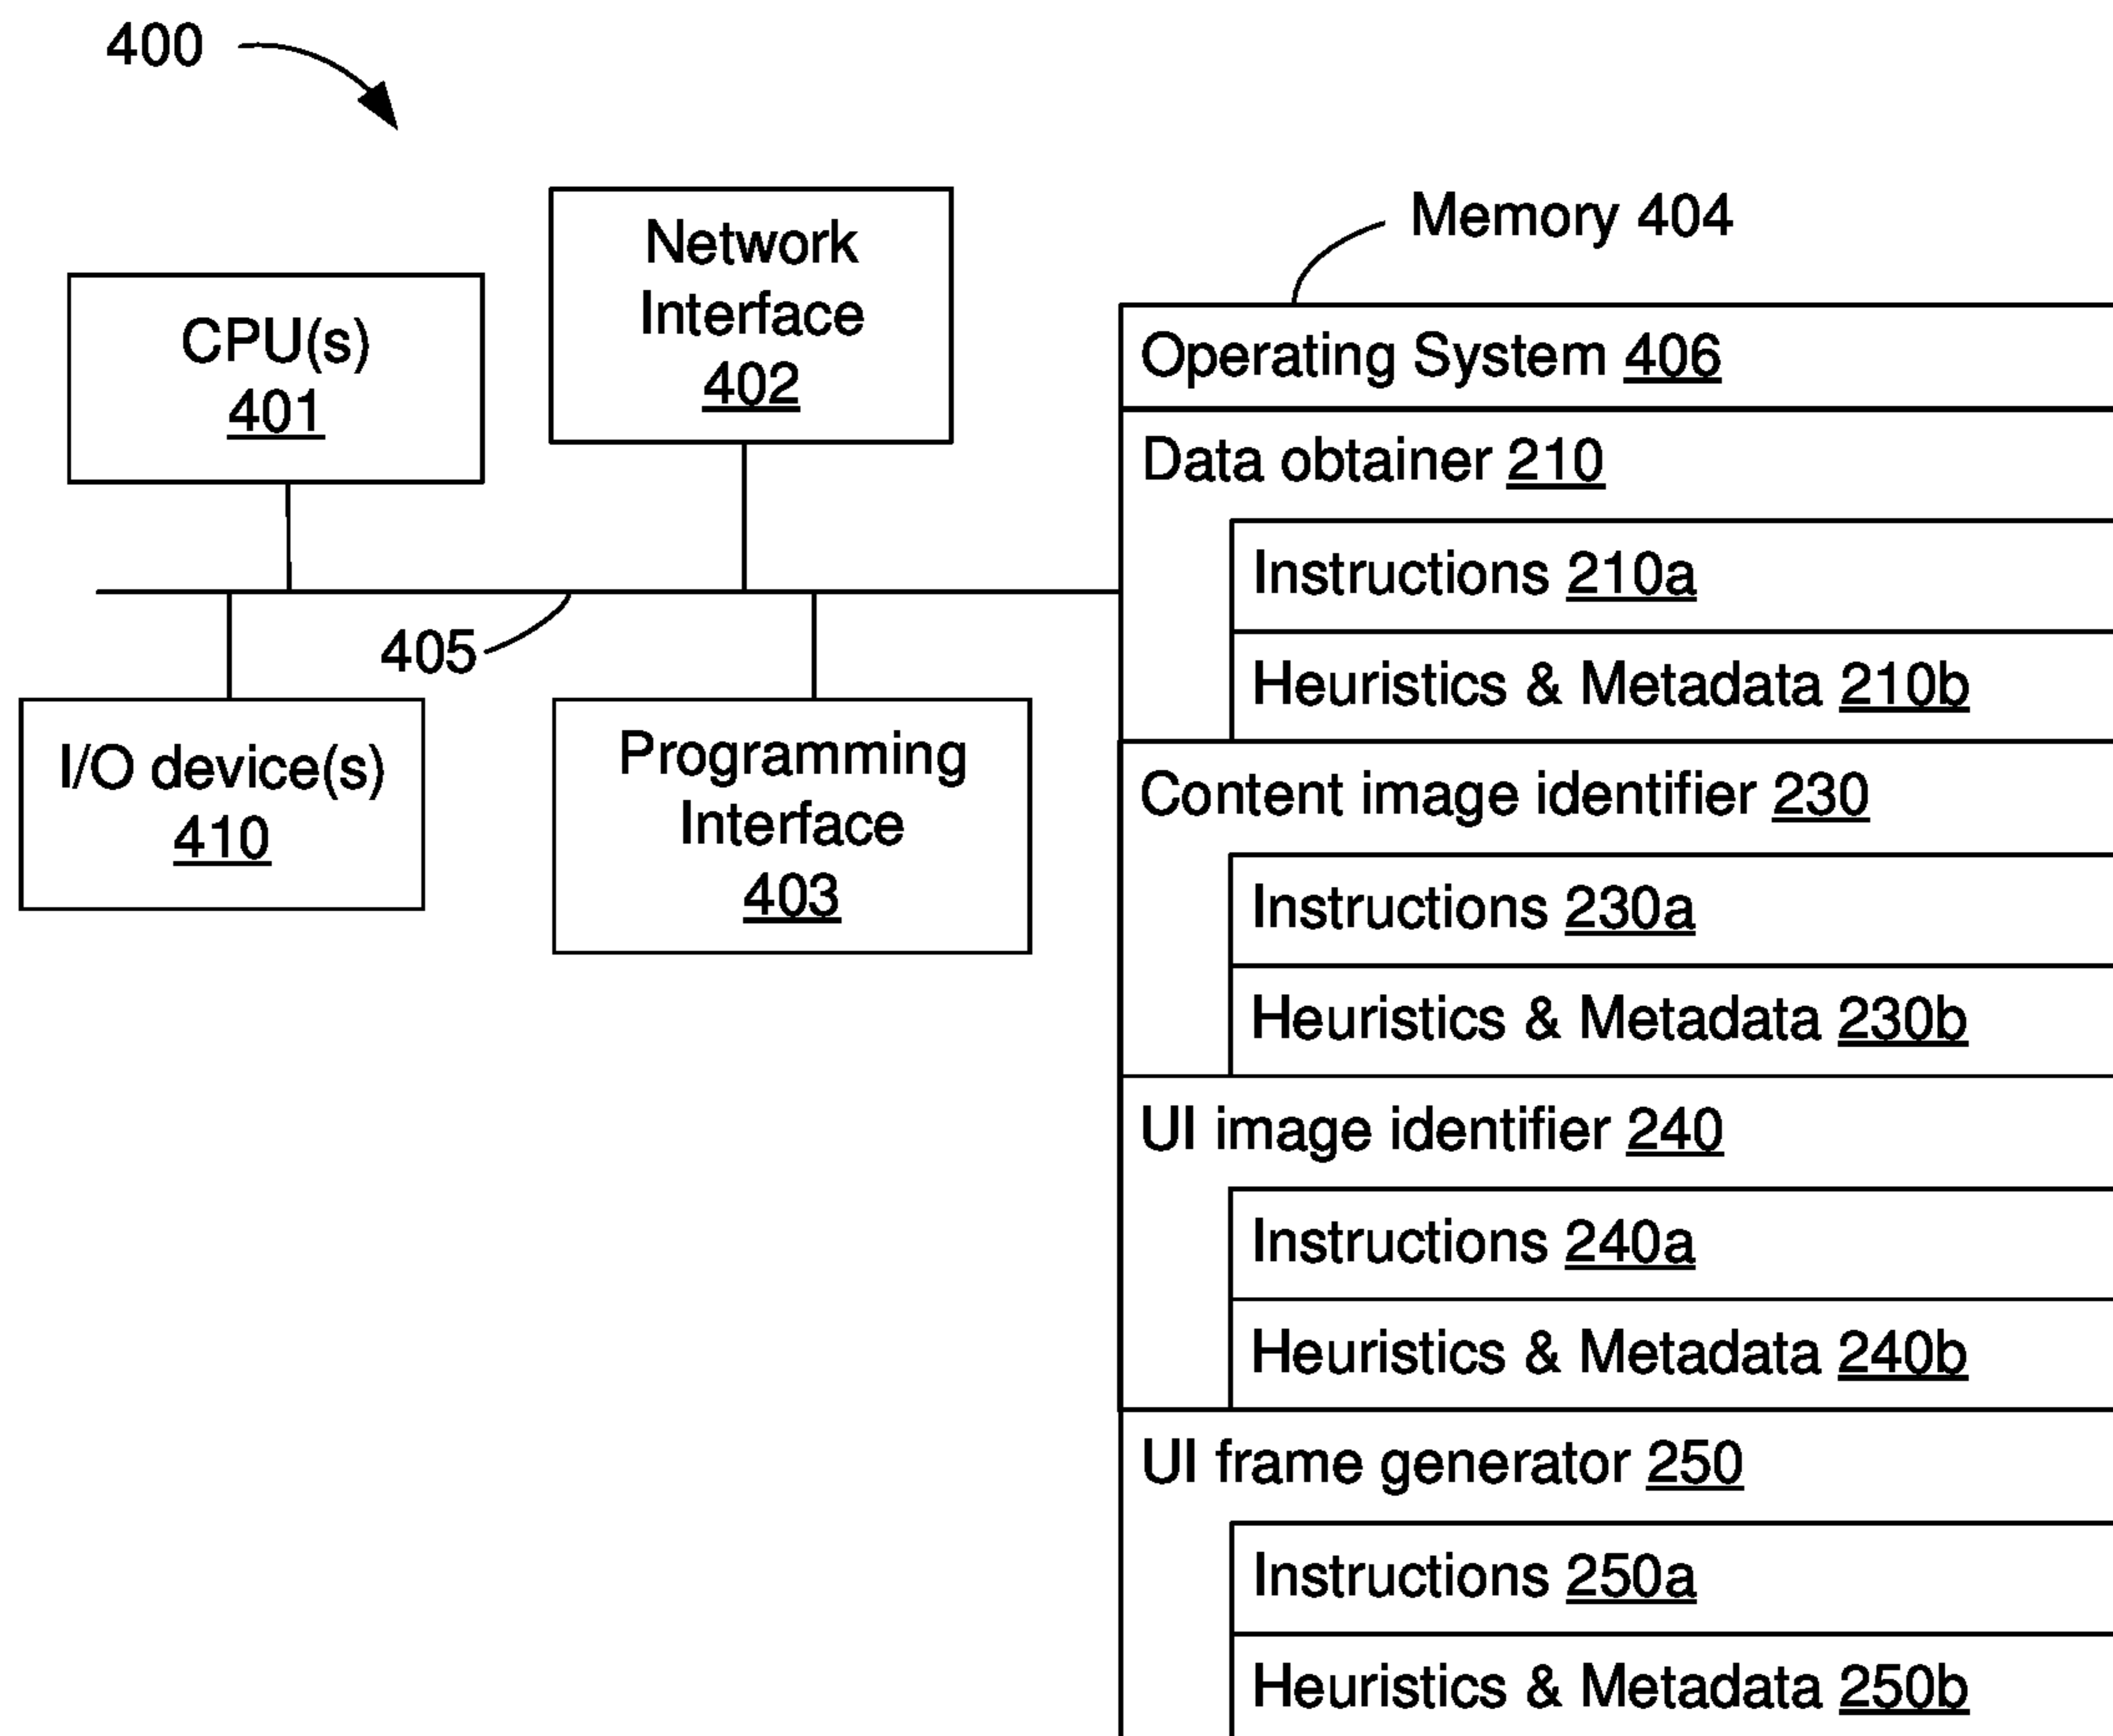 400
CPU(s)
401
Network
Interface
402
405
I/O device(s)
410
Programming
Interface
403
Memory 404
Operating System 406
Data obtainer 210
Instructions 210a
Heuristics & Metadata 210b
Content image identifier 230
Instructions 230a
Heuristics & Metadata 230b
UI image identifier 240
Instructions 240a
Heuristics & Metadata 240b
UI frame generator 250
Instructions 250a
Heuristics & Metadata 250b